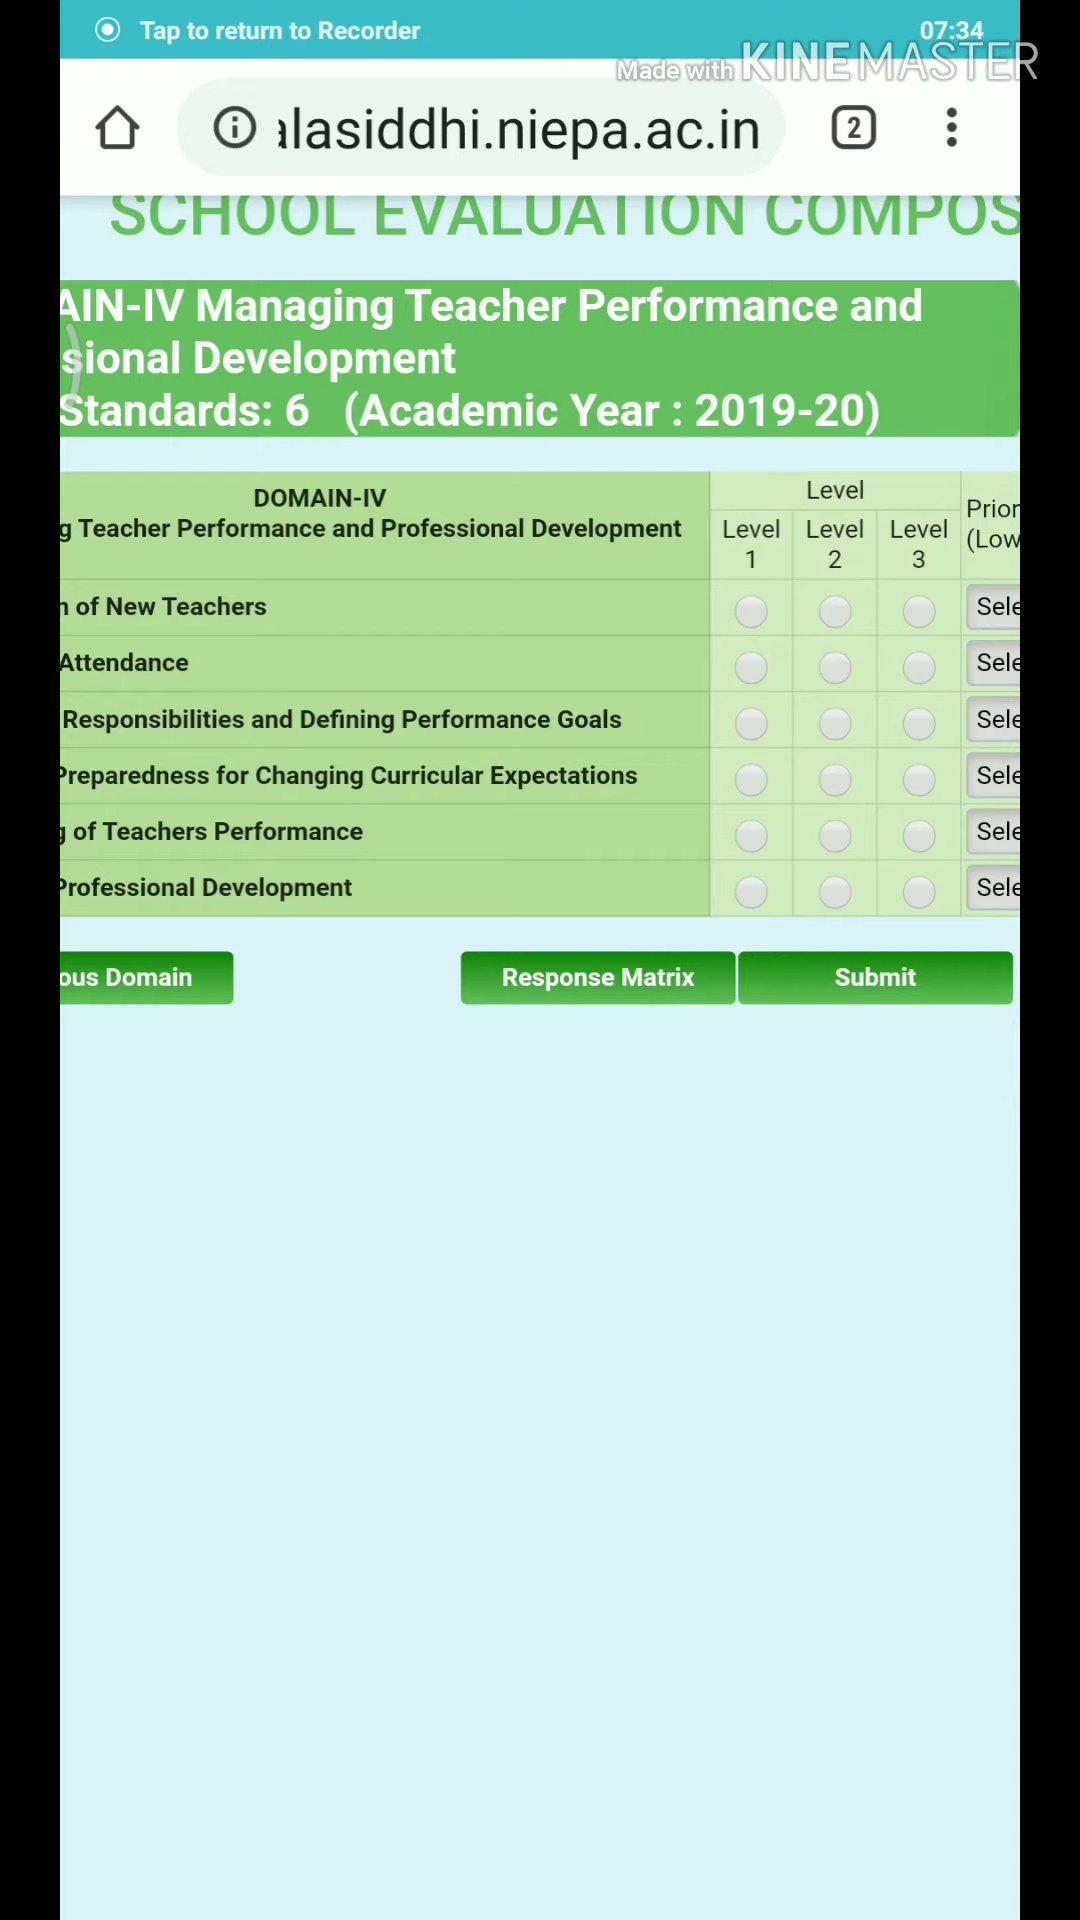 Tap to return to Recorder 07:34
Made with KINEMASTER
alasiddhi.niepa.ac.in 2
SCHOOL EVALUATION COMPOS
AIN-IV Managing Teacher Performance and
sional Development
Standards: 6 (Academic Year : 2019-20)
DOMAIN-IV
g Teacher Performance and Professional Development
Level
Level 1 Level 2 Level 3
Prior
(Low
n of New Teachers Sele
Attendance Sele
Responsibilities and Defining Performance Goals Sele
Preparedness for Changing Curricular Expectations Sele
g of Teachers Performance Sele
Professional Development Sele
ous Domain Response Matrix Submit